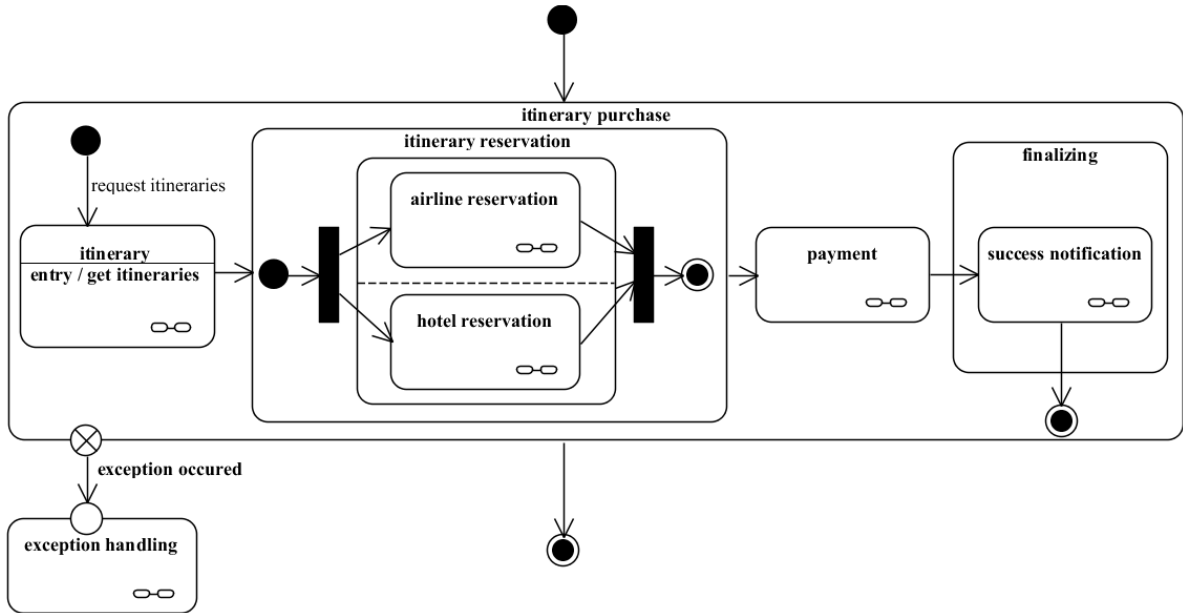 itinerary purchase
itinerary reservation
finalizing
request itineraries
airline reservation
itinerary
entry / get itineraries
payment
success notification
hotel reservation
exception occured
exception handling